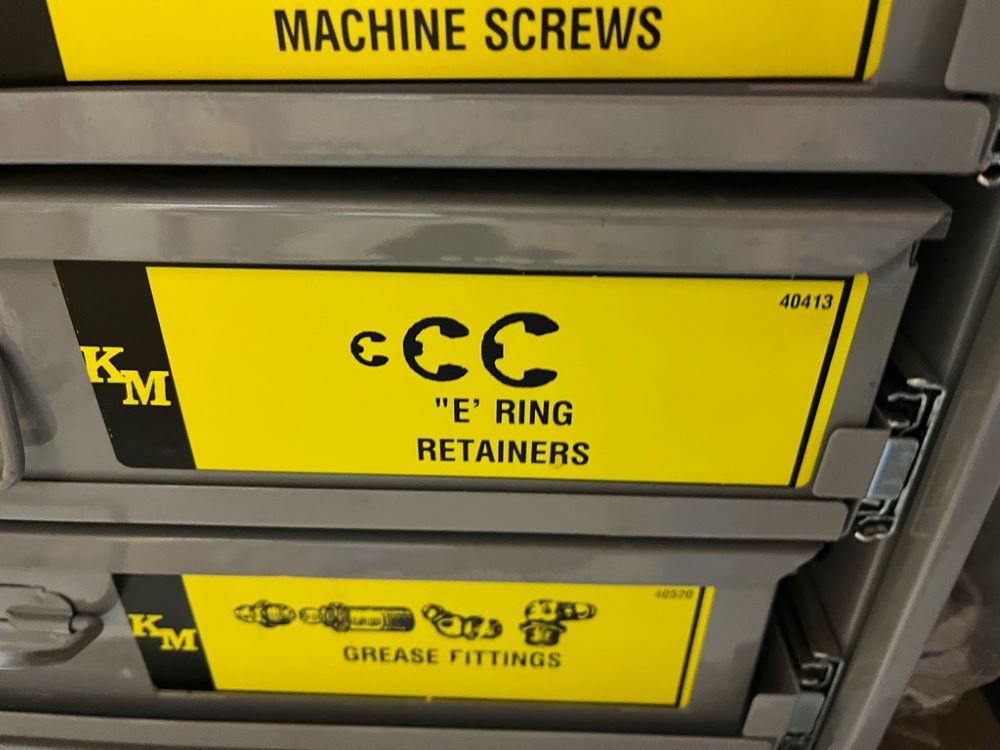 MACHINE SCREWS
40413
KM
"E' RING
RETAINERS
40520
KM
GREASE FITTINGS